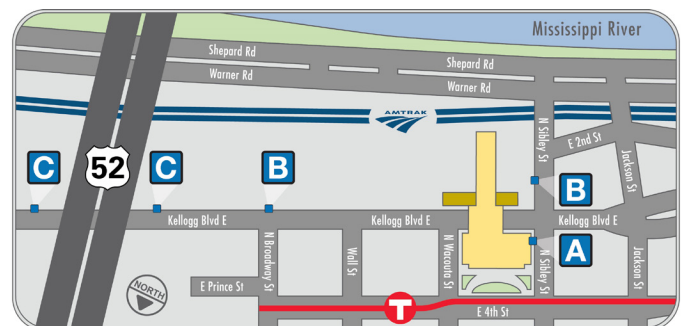 Mississippi River
Shepard Rd
Shepard Rd
Warner Rd
Warner Rd
AMTRAK
N Sibley St
E 2nd St
Jackson St
C
52
C
B
B
Kellogg Blvd E
Kellogg Blvd E
Kellogg Blvd E
A
N Broadway St
Wall St
N Wacouta St
N Sibley St
Jackson St
NORTH
E Prince St
T
E 4th St